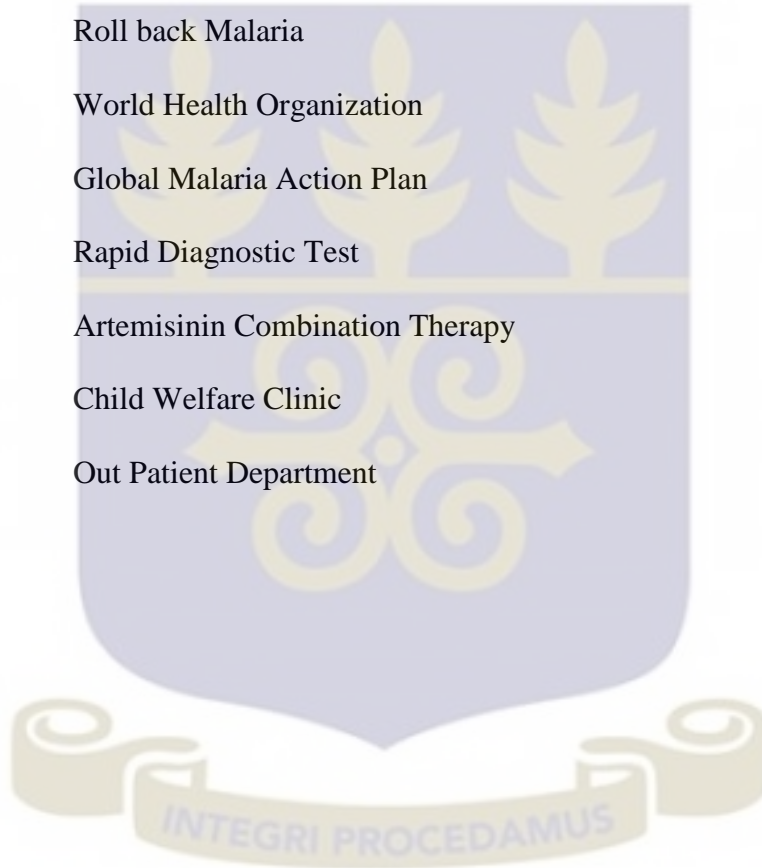 Roll back Malaria
World Health Organization
Global Malaria Action Plan
Rapid Diagnostic Test
Artemisinin Combination Therapy
Child Welfare Clinic
Out Patient Department
INTEGRI PROCEDAMUS